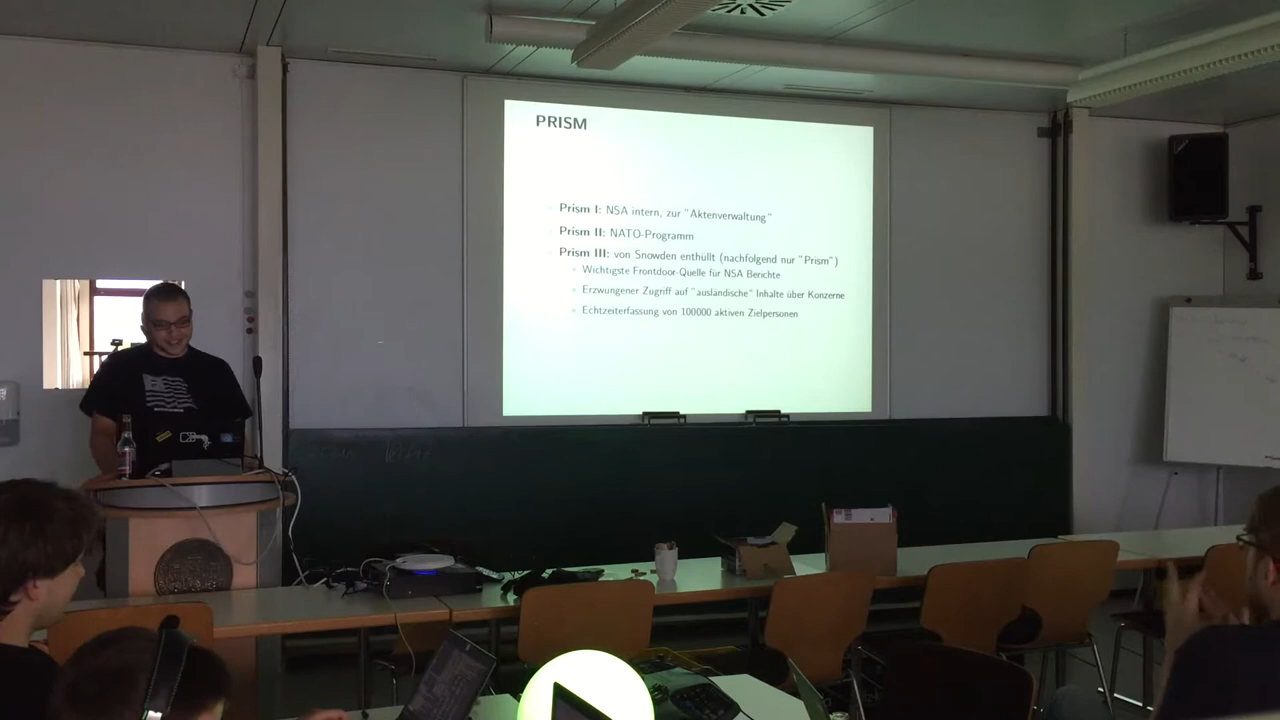 PRISM
Prism I: NSA intern, zur "Aktenverwaltung"
Prism II: NATO-Programm
Prism III: von Snowden enthüllt (nachfolgend nur "Prism")
Wichtigste Frontdoor-Quelle für NSA Berichte
Erzwungener Zugriff auf "ausländische" Inhalte über Konzerne
Echtzeiterfassung von 100000 aktiven Zielpersonen